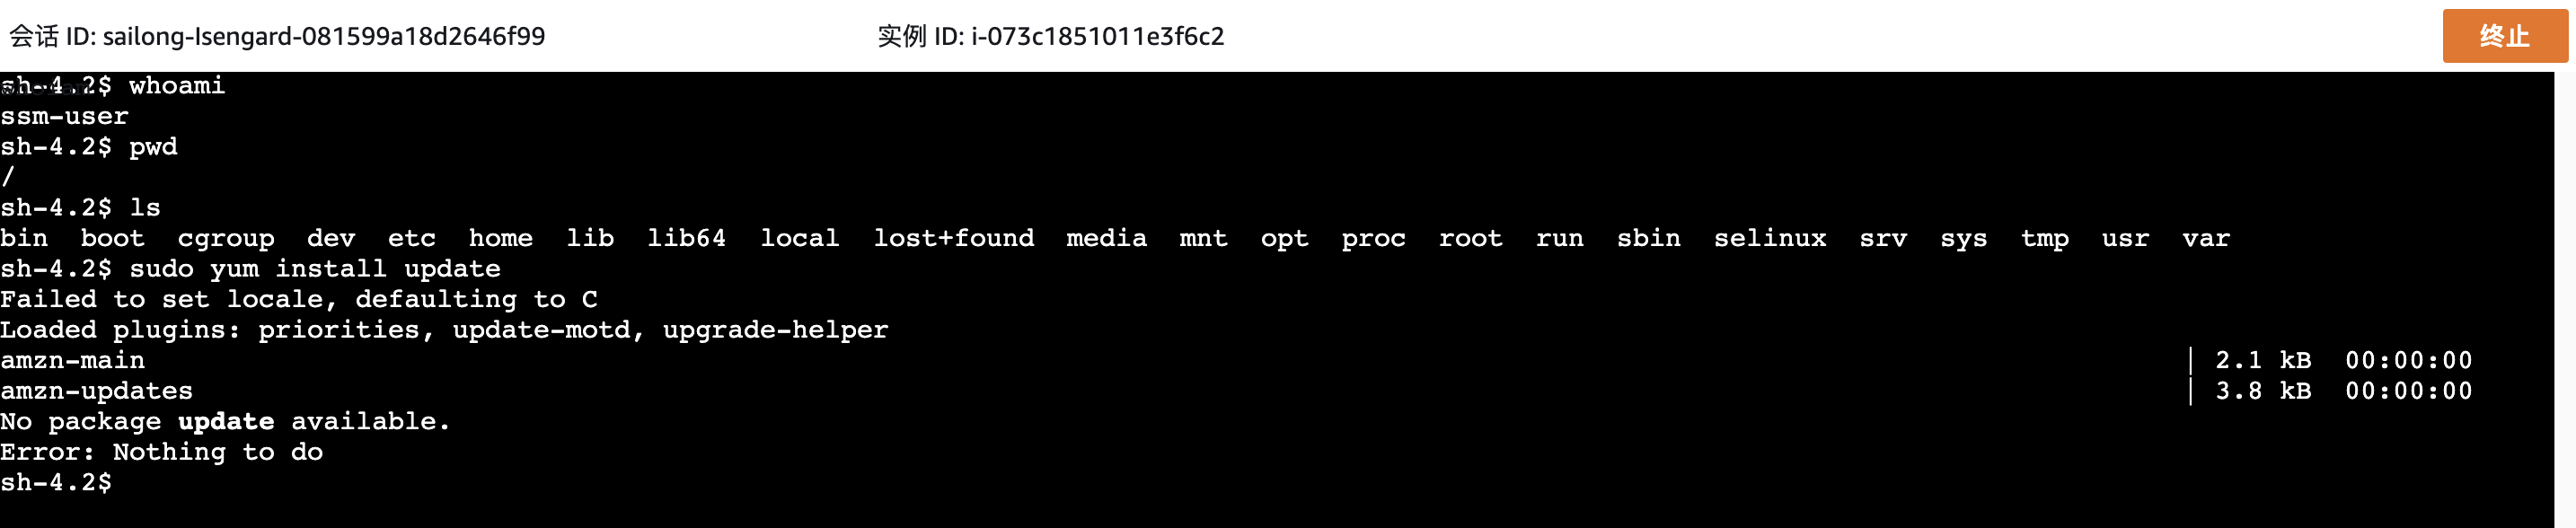 会话 ID: sailong-Isengard-081599a18d2646f99 实例 ID: i-073c1851011e3f6c2 终止
sh-4.2$ whoami
ssm-user
sh-4.2$ pwd
/
sh-4.2$ ls
bin boot cgroup dev etc home lib lib64 local lost+found media mnt opt proc root run sbin selinux srv sys tmp usr var
sh-4.2$ sudo yum install update
Failed to set locale, defaulting to C
Loaded plugins: priorities, update-motd, upgrade-helper
amzn-main | 2.1 kB 00:00:00
amzn-updates | 3.8 kB 00:00:00
No package update available.
Error: Nothing to do
sh-4.2$